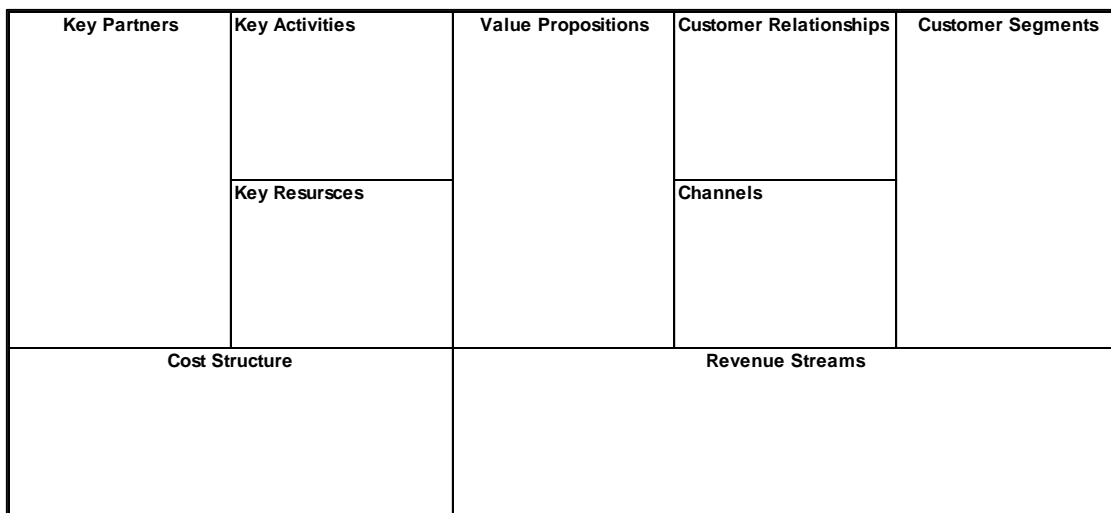 Key Partners
Key Activities
Value Propositions
Customer Relationships
Customer Segments
Key Resursces
Channels
Cost Structure
Revenue Streams